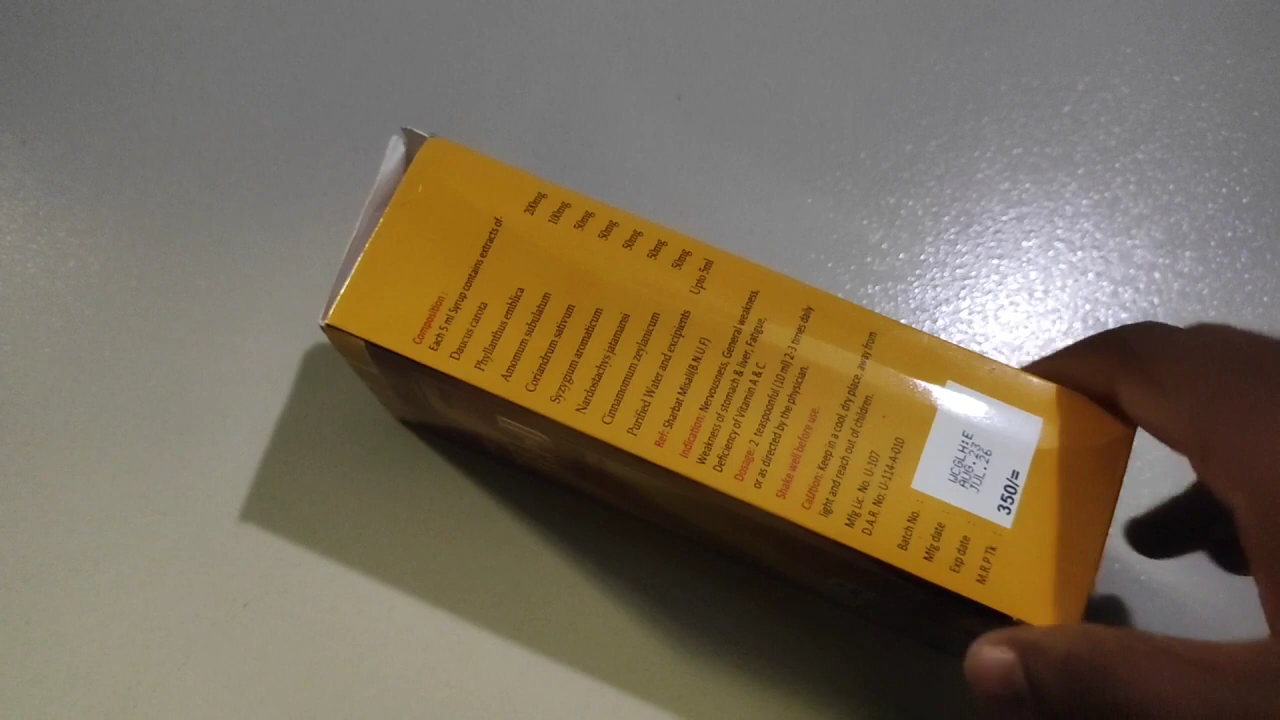 Composition :
Each 5 ml Syrup contains extracts of-
Daucus carota 200mg
Phyllanthus emblica 100mg
Amomum subulatum 50mg
Coriandrum sativum 50mg
Syzygium aromaticum 50mg
Nardostachys jatamansi 50mg
Cinnamomum zeylanicum 50mg
Purified Water and excipients Upto 5ml
Ref: Sharbat Misali(B.N.U.F)
Indication: Nervousness, General weakness,
Weakness of stomach & liver, Fatigue,
Deficiency of Vitamin A & C
Dosage: 2 teaspoonful (10 ml) 2-3 times daily
or as directed by the physician.
Shake well before use.
Caution: Keep in a cool, dry place, away from
light and reach out of children.
Mfg Lic. No. U-107
D.A.R. No. U-114-A-010
Batch No. : WCGLH:E
Mfg date : AUG.23
Exp date : JUL.26
M.R.P Tk : 350/=